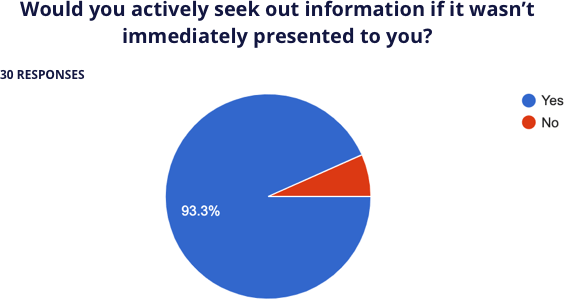 Would you actively seek out information if it wasn’t
immediately presented to you?
30 RESPONSES
Yes
No
93.3%